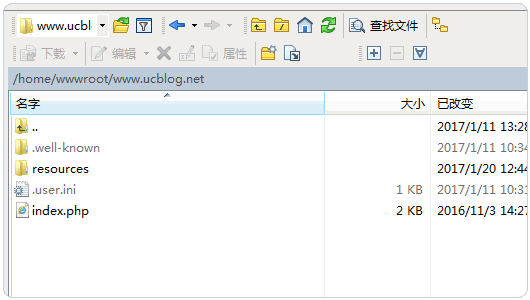 www.ucblo 查找文件
下载 编辑 属性
/home/wwwroot/www.ucblog.net
名字 大小 已改变
.. 2017/1/11 13:28
.well-known 2017/1/11 10:34
resources 2017/1/20 12:44
.user.ini 1 KB 2017/1/11 10:31
index.php 2 KB 2016/11/3 14:27